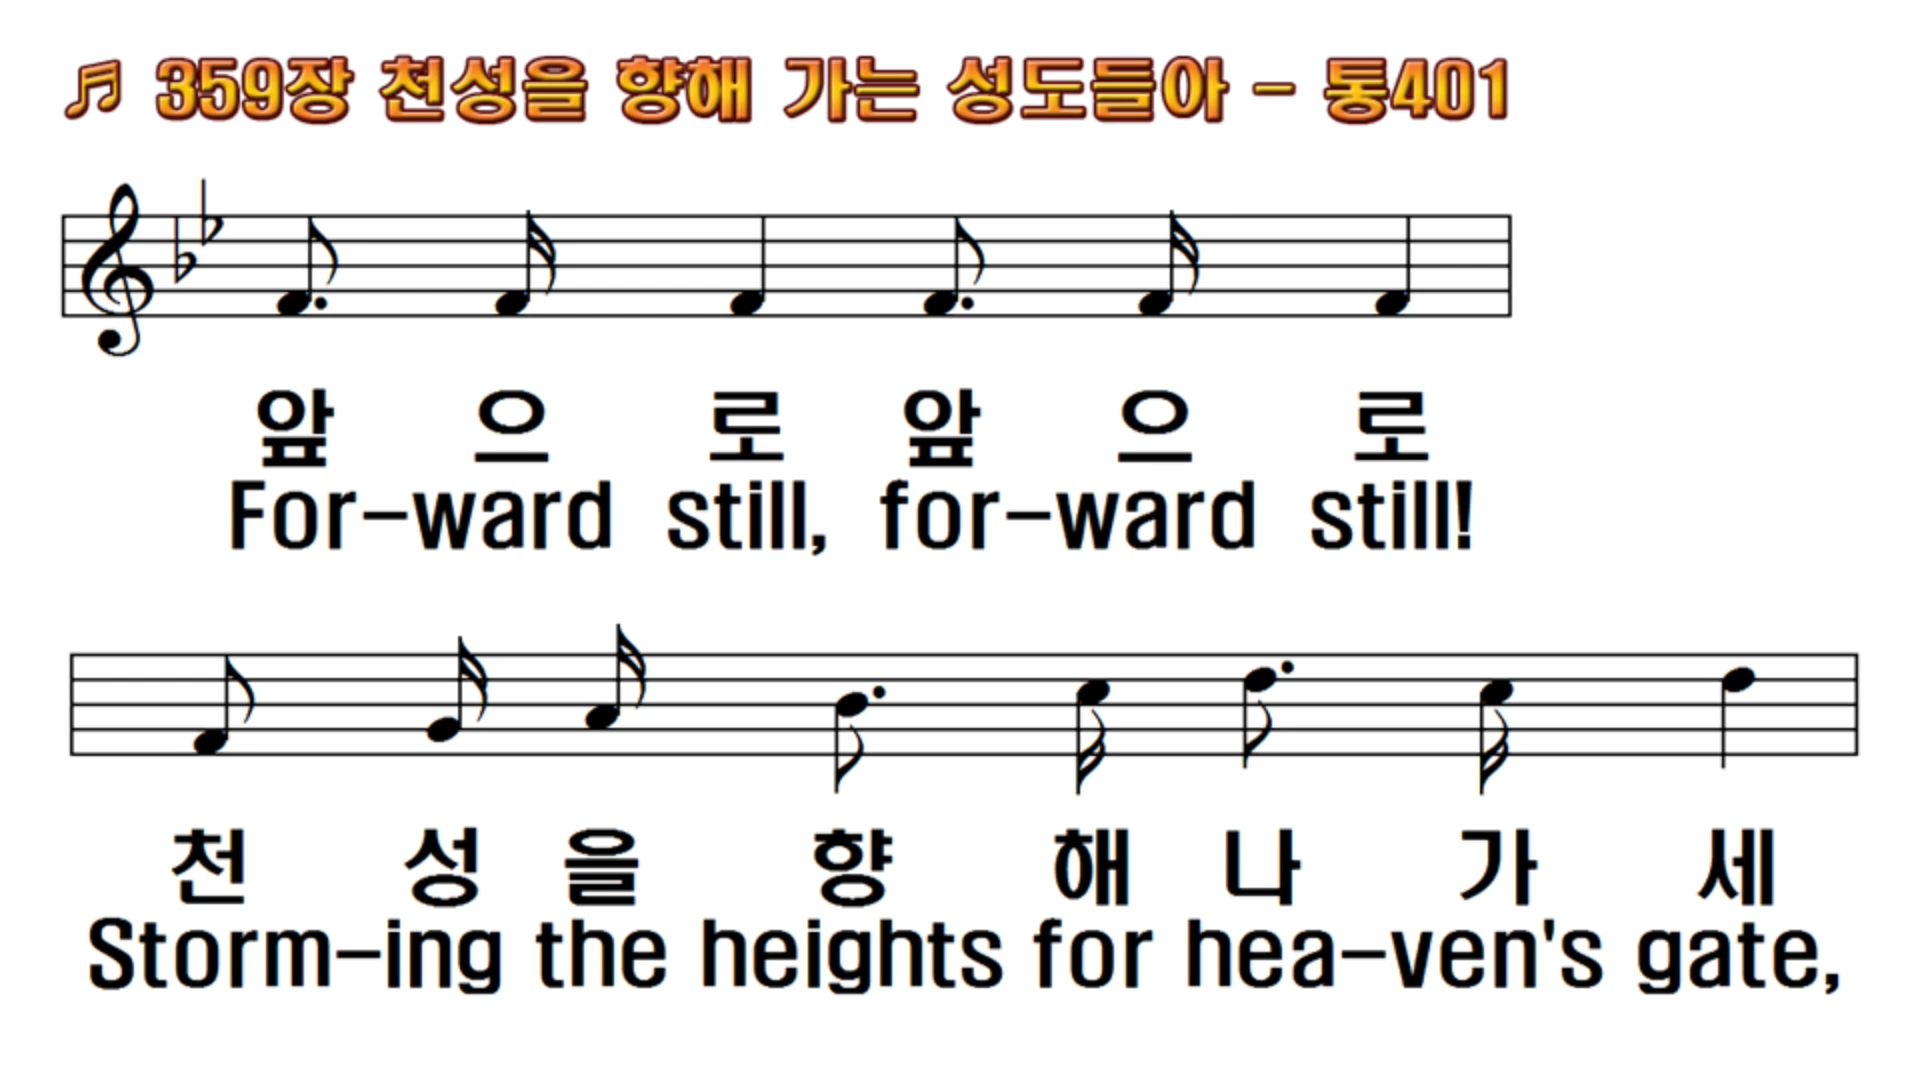 ♬ 359장 천성을 향해 가는 성도들아 - 통401
앞 으 로 앞 으 로
For-ward still, for-ward still!
천 성 을 향 해 나 가 세
Storm-ing the heights for hea-ven's gate,